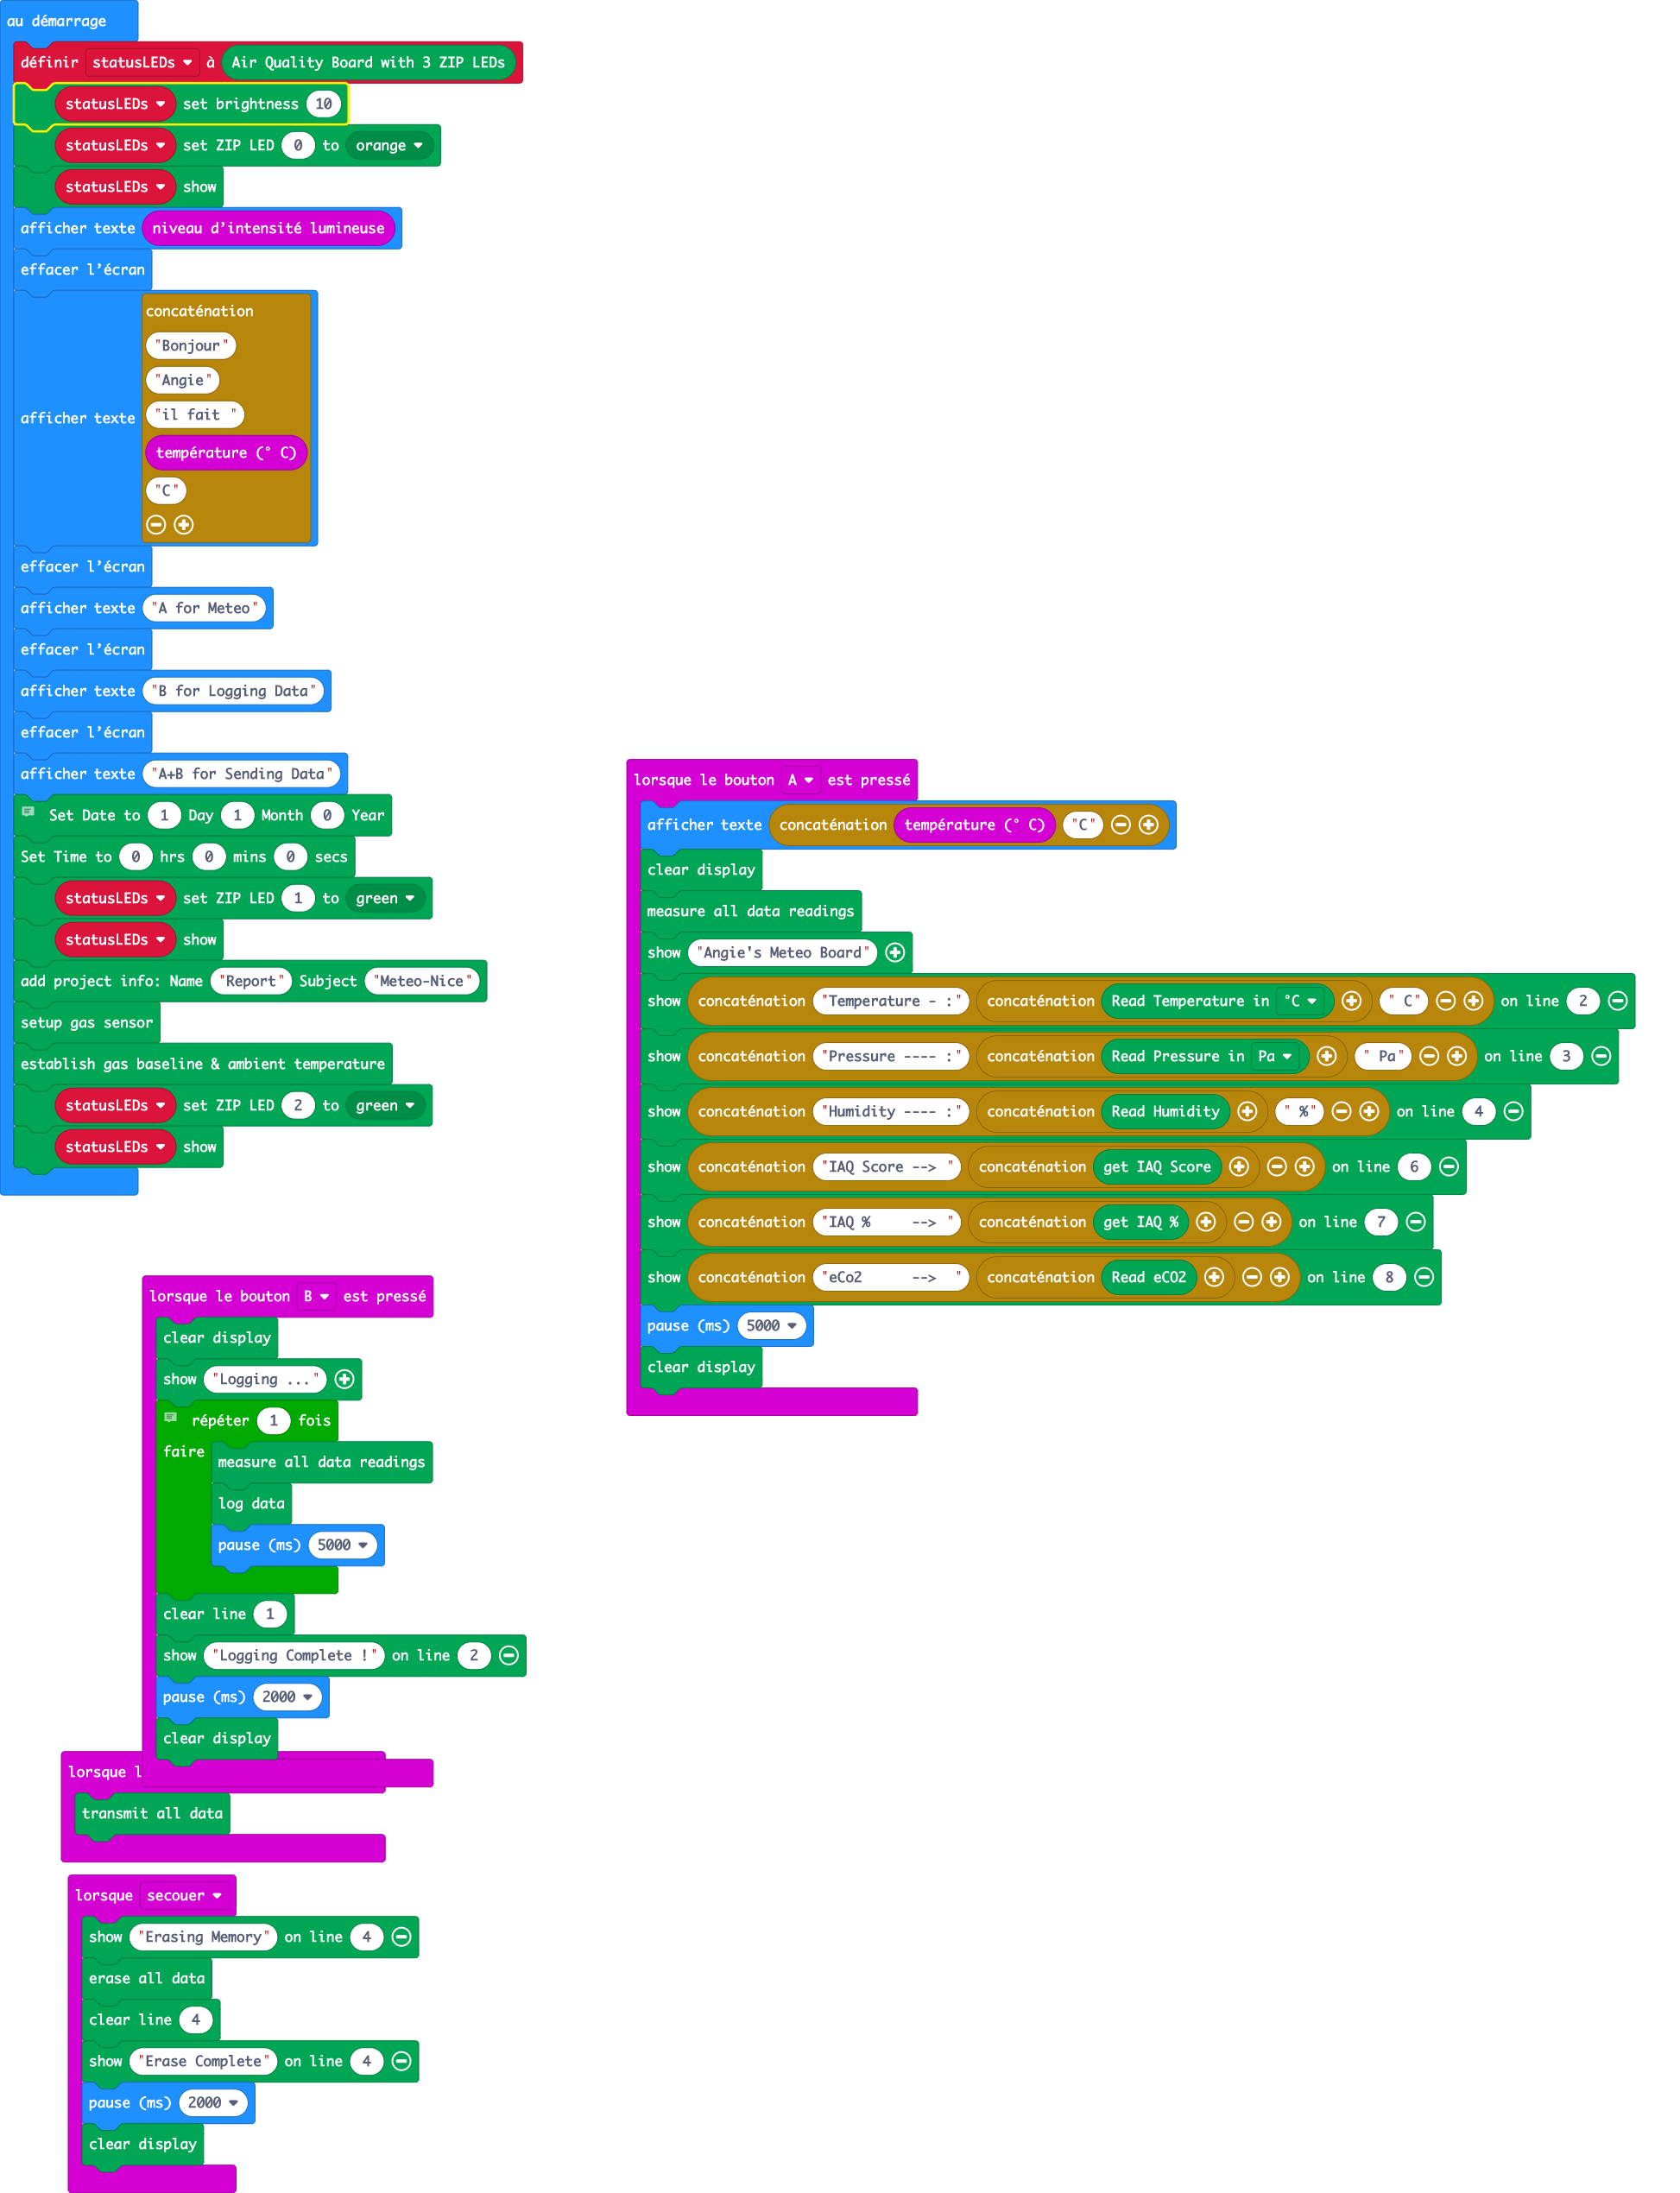 au démarrage
définir statusLEDs à Air Quality Board with 3 ZIP LEDs
statusLEDs set brightness 10
statusLEDs set ZIP LED 0 to orange
statusLEDs show
afficher texte niveau d'intensité lumineuse
effacer l'écran
afficher texte concaténation
"Bonjour"
"Angie"
"il fait "
température (° C)
"C"
effacer l'écran
afficher texte "A for Meteo"
effacer l'écran
afficher texte "B for Logging Data"
effacer l'écran
afficher texte "A+B for Sending Data"
Set Date to 1 Day 1 Month 0 Year
Set Time to 0 hrs 0 mins 0 secs
statusLEDs set ZIP LED 1 to green
statusLEDs show
add project info: Name "Report" Subject "Meteo-Nice"
setup gas sensor
establish gas baseline & ambient temperature
statusLEDs set ZIP LED 2 to green
statusLEDs show
lorsque le bouton A est pressé
afficher texte concaténation température (° C) "C"
clear display
measure all data readings
show "Angie's Meteo Board"
show concaténation "Temperature - :" concaténation Read Temperature in °C " C" on line 2
show concaténation "Pressure ---- :" concaténation Read Pressure in Pa " Pa" on line 3
show concaténation "Humidity ---- :" concaténation Read Humidity " %" on line 4
show concaténation "IAQ Score --> " concaténation get IAQ Score on line 6
show concaténation "IAQ %     --> " concaténation get IAQ % on line 7
show concaténation "eCo2      -->  " concaténation Read eCO2 on line 8
pause (ms) 5000
clear display
lorsque le bouton B est pressé
clear display
show "Logging ..."
répéter 1 fois
faire
measure all data readings
log data
pause (ms) 5000
clear line 1
show "Logging Complete !" on line 2
pause (ms) 2000
clear display
lorsque l
transmit all data
lorsque secouer
show "Erasing Memory" on line 4
erase all data
clear line 4
show "Erase Complete" on line 4
pause (ms) 2000
clear display